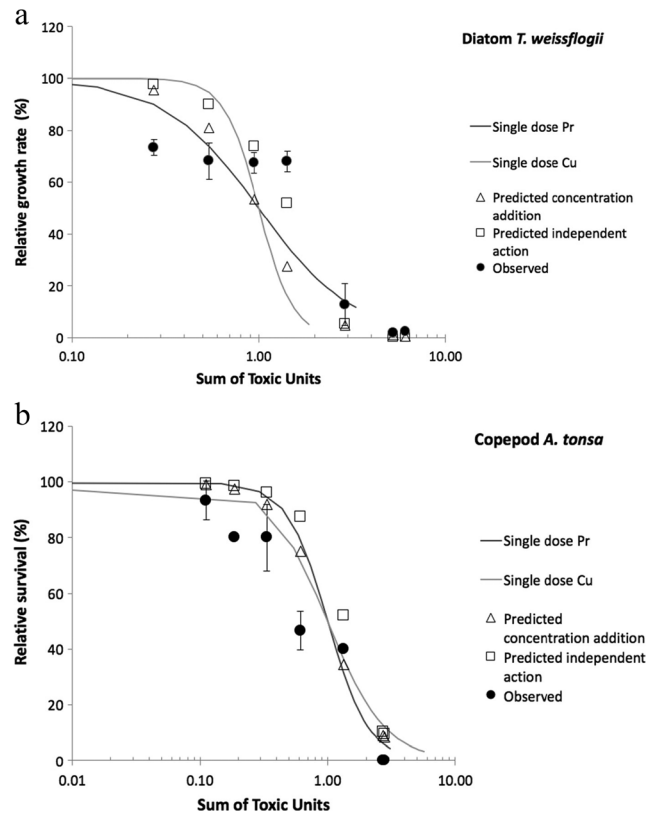 a
120
100
80
60
40
20
0
Relative growth rate (%)
0.10
1.00
10.00
Sum of Toxic Units
Diatom T. weissflogii
Single dose Pr
Single dose Cu
Predicted concentration
addition
Predicted independent
action
Observed
b
120
100
80
60
40
20
0
Relative survival (%)
0.01
0.10
1.00
10.00
Sum of Toxic Units
Copepod A. tonsa
Single dose Pr
Single dose Cu
Predicted
concentration addition
Predicted independent
action
Observed